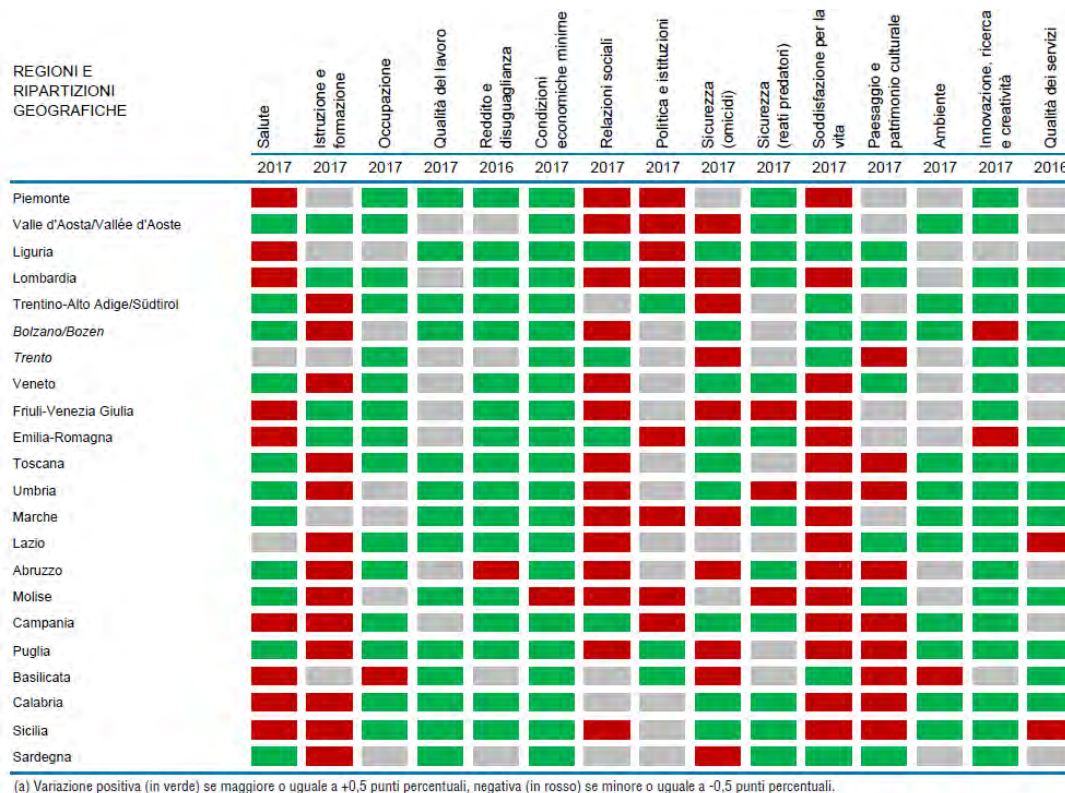 REGIONI E
RIPARTIZIONI
GEOGRAFICHE
Salute
Istruzione e
formazione
Occupazione
Qualità del lavoro
Reddito e
disuguaglianza
Condizioni
economiche minime
Relazioni sociali
Politica e istituzioni
Sicurezza
(omicidi)
Sicurezza
(reati predatori)
Soddisfazione per la
vita
Paesaggio e
patrimonio culturale
Ambiente
Innoviazione, ricerca
e creatività
Qualità dei servizi
2017 2017 2017 2017 2016 2017 2017 2017 2017 2017 2017 2017 2017 2017 2016
Piemonte
Valle d'Aosta/Vallée d'Aoste
Liguria
Lombardia
Trentino-Alto Adige/Südtirol
Bolzano/Bozen
Trento
Veneto
Friuli-Venezia Giulia
Emilia-Romagna
Toscana
Umbria
Marche
Lazio
Abruzzo
Molise
Campania
Puglia
Basilicata
Calabria
Sicilia
Sardegna
(a) Variazione positiva (in verde) se maggiore o uguale a +0,5 punti percentuali, negativa (in rosso) se minore o uguale a -0,5 punti percentuali.